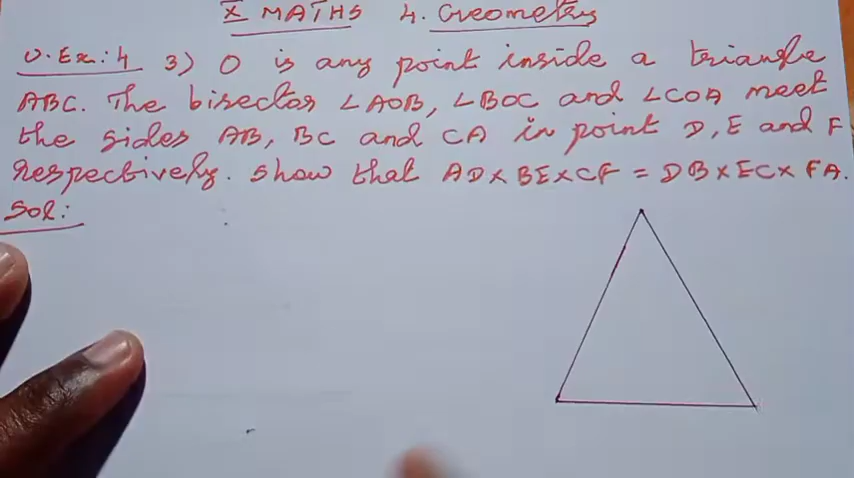 X MATHS 4. Geometry
U. Ex: 4 3) O is any point inside a triangle
ABC. The bisector ∠AOB, ∠BOC and ∠COA meet
the sides AB, BC and CA in point D, E and F
respectively. show that AD × BE × CF = DB × EC × FA.
Sol: